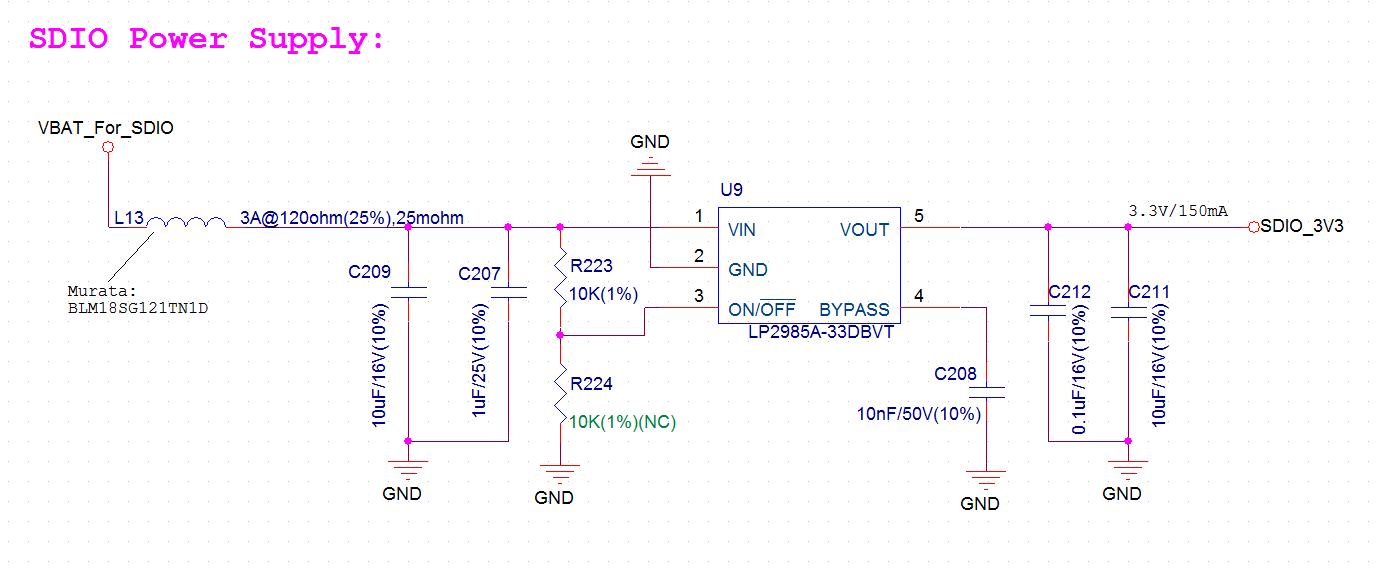 SDIO Power Supply:
VBAT_For_SDIO
GND
U9
L13
3A@120ohm(25%),25mohm
1
VIN
VOUT
5
3.3V/150mA
SDIO_3V3
2
GND
C209
C207
R223
10K(1%)
3
ON/OFF
BYPASS
4
LP2985A-33DBVT
Murata:
BLM18SG121TN1D
C212
C211
10uF/16V(10%)
1uF/25V(10%)
0.1uF/16V(10%)
10uF/16V(10%)
R224
10K(1%)(NC)
C208
10nF/50V(10%)
GND
GND
GND
GND